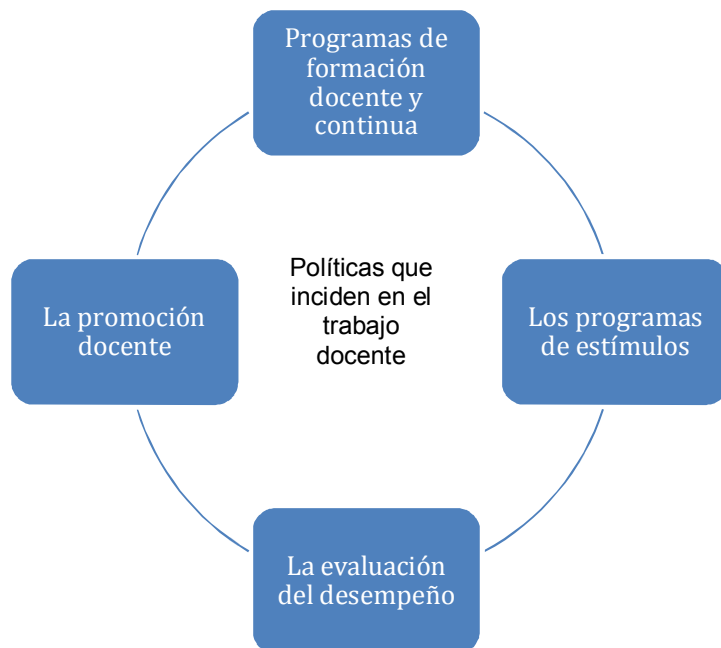 Programas de
formación
docente y
continua
Políticas que
inciden en el
trabajo
docente
La promoción
docente
Los programas
de estímulos
La evaluación
del desempeño